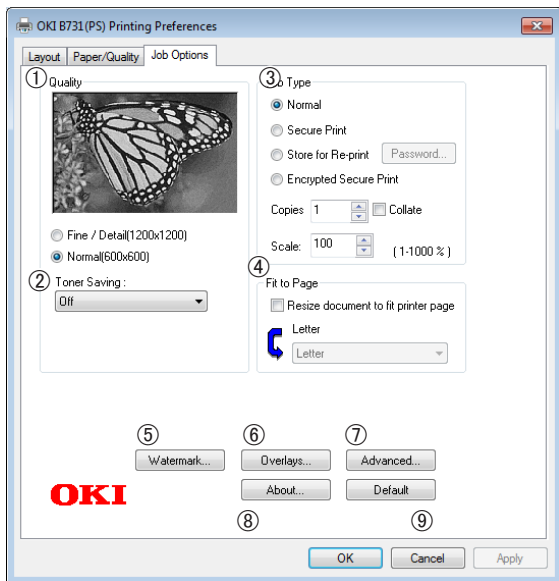 OKI B731(PS) Printing Preferences
Layout Paper/Quality Job Options
① Quality
Fine / Detail(1200x1200)
Normal(600x600)
② Toner Saving :
Off
③ b Type
Normal
Secure Print
Store for Re-print Password...
Encrypted Secure Print
Copies 1 Collate
Scale: 100 ( 1-1000 % )
④
Fit to Page
Resize document to fit printer page
Letter
Letter
⑤ ⑥ ⑦
Watermark... Overlays... Advanced...
OKI About... Default
⑧ ⑨
OK Cancel Apply